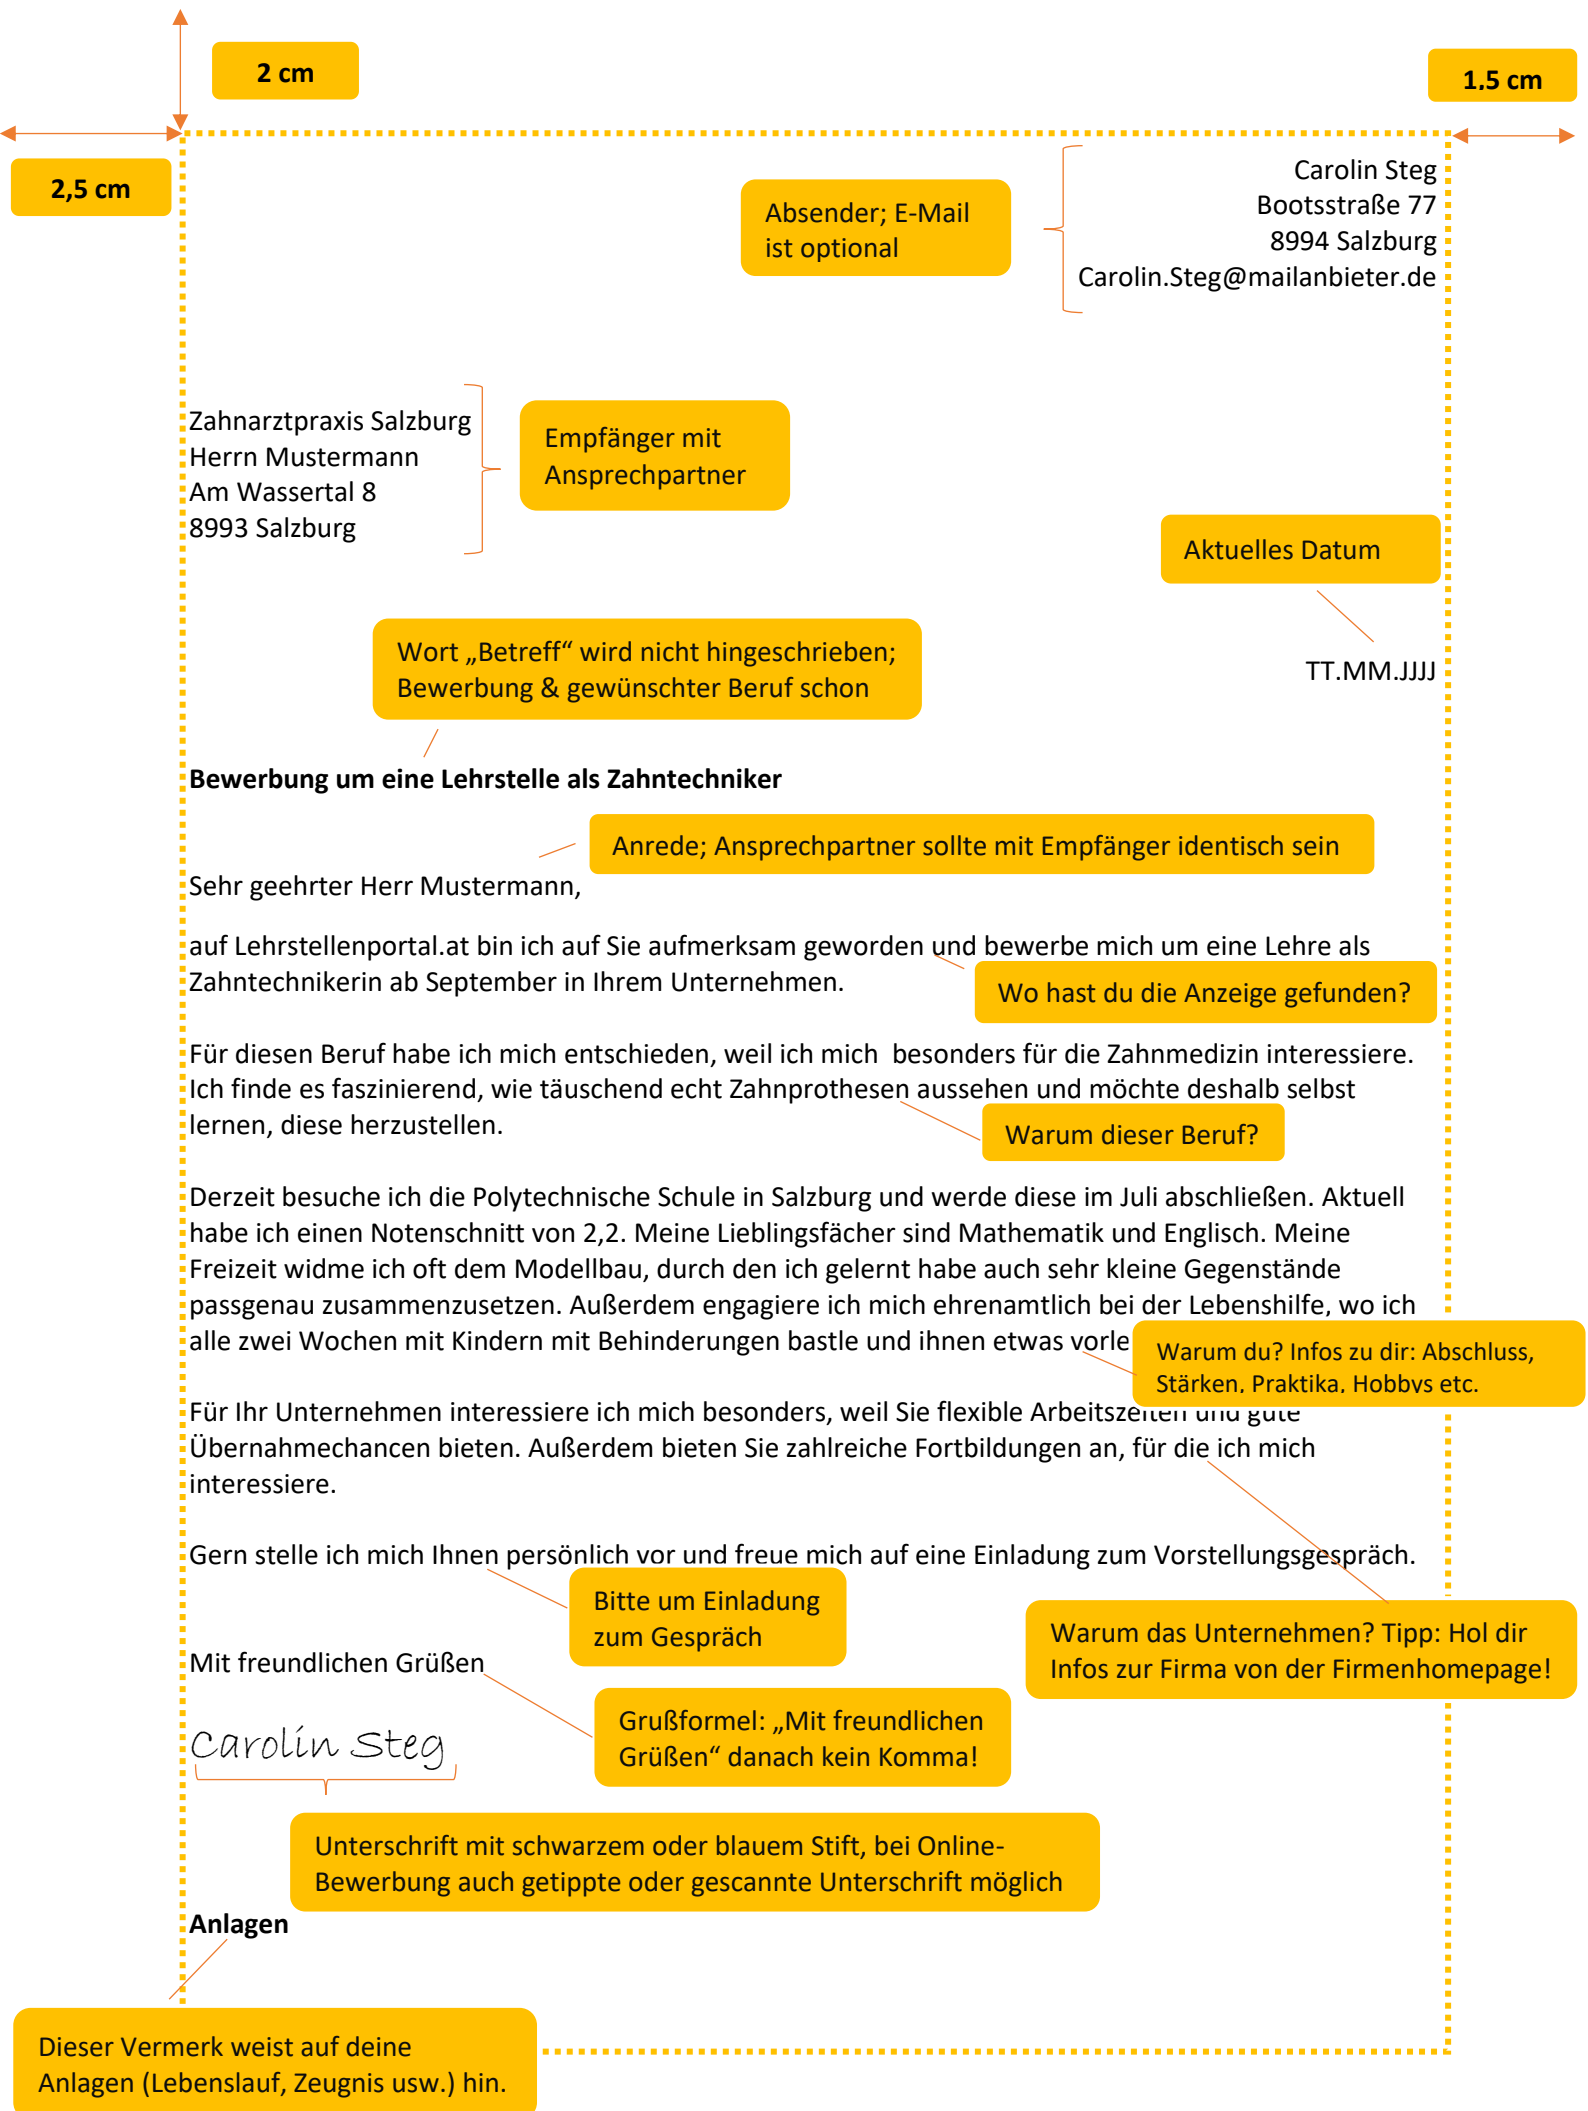 2 cm
1,5 cm
2,5 cm
Absender; E-Mail
ist optional
Carolin Steg
Bootsstraße 77
8994 Salzburg
Carolin.Steg@mailanbieter.de
Zahnarztpraxis Salzburg
Herrn Mustermann
Am Wassertal 8
8993 Salzburg
Empfänger mit
Ansprechpartner
Aktuelles Datum
TT.MM.JJJJ
Wort „Betreff“ wird nicht hingeschrieben;
Bewerbung & gewünschter Beruf schon
Bewerbung um eine Lehrstelle als Zahntechniker
Anrede; Ansprechpartner sollte mit Empfänger identisch sein
Sehr geehrter Herr Mustermann,
auf Lehrstellenportal.at bin ich auf Sie aufmerksam geworden und bewerbe mich um eine Lehre als
Zahntechnikerin ab September in Ihrem Unternehmen.
Wo hast du die Anzeige gefunden?
Für diesen Beruf habe ich mich entschieden, weil ich mich  besonders für die Zahnmedizin interessiere.
Ich finde es faszinierend, wie täuschend echt Zahnprothesen aussehen und möchte deshalb selbst
lernen, diese herzustellen.
Warum dieser Beruf?
Derzeit besuche ich die Polytechnische Schule in Salzburg und werde diese im Juli abschließen. Aktuell
habe ich einen Notenschnitt von 2,2. Meine Lieblingsfächer sind Mathematik und Englisch. Meine
Freizeit widme ich oft dem Modellbau, durch den ich gelernt habe auch sehr kleine Gegenstände
passgenau zusammenzusetzen. Außerdem engagiere ich mich ehrenamtlich bei der Lebenshilfe, wo ich
alle zwei Wochen mit Kindern mit Behinderungen bastle und ihnen etwas vorle
Warum du? Infos zu dir: Abschluss,
Stärken, Praktika, Hobbys etc.
Für Ihr Unternehmen interessiere ich mich besonders, weil Sie flexible Arbeitszeiten und gute
Übernahmechancen bieten. Außerdem bieten Sie zahlreiche Fortbildungen an, für die ich mich
interessiere.
Gern stelle ich mich Ihnen persönlich vor und freue mich auf eine Einladung zum Vorstellungsgespräch.
Bitte um Einladung
zum Gespräch
Warum das Unternehmen? Tipp: Hol dir
Infos zur Firma von der Firmenhomepage!
Mit freundlichen Grüßen
Grußformel: „Mit freundlichen
Grüßen“ danach kein Komma!
Carolin Steg
Unterschrift mit schwarzem oder blauem Stift, bei Online-
Bewerbung auch getippte oder gescannte Unterschrift möglich
Anlagen
Dieser Vermerk weist auf deine
Anlagen (Lebenslauf, Zeugnis usw.) hin.